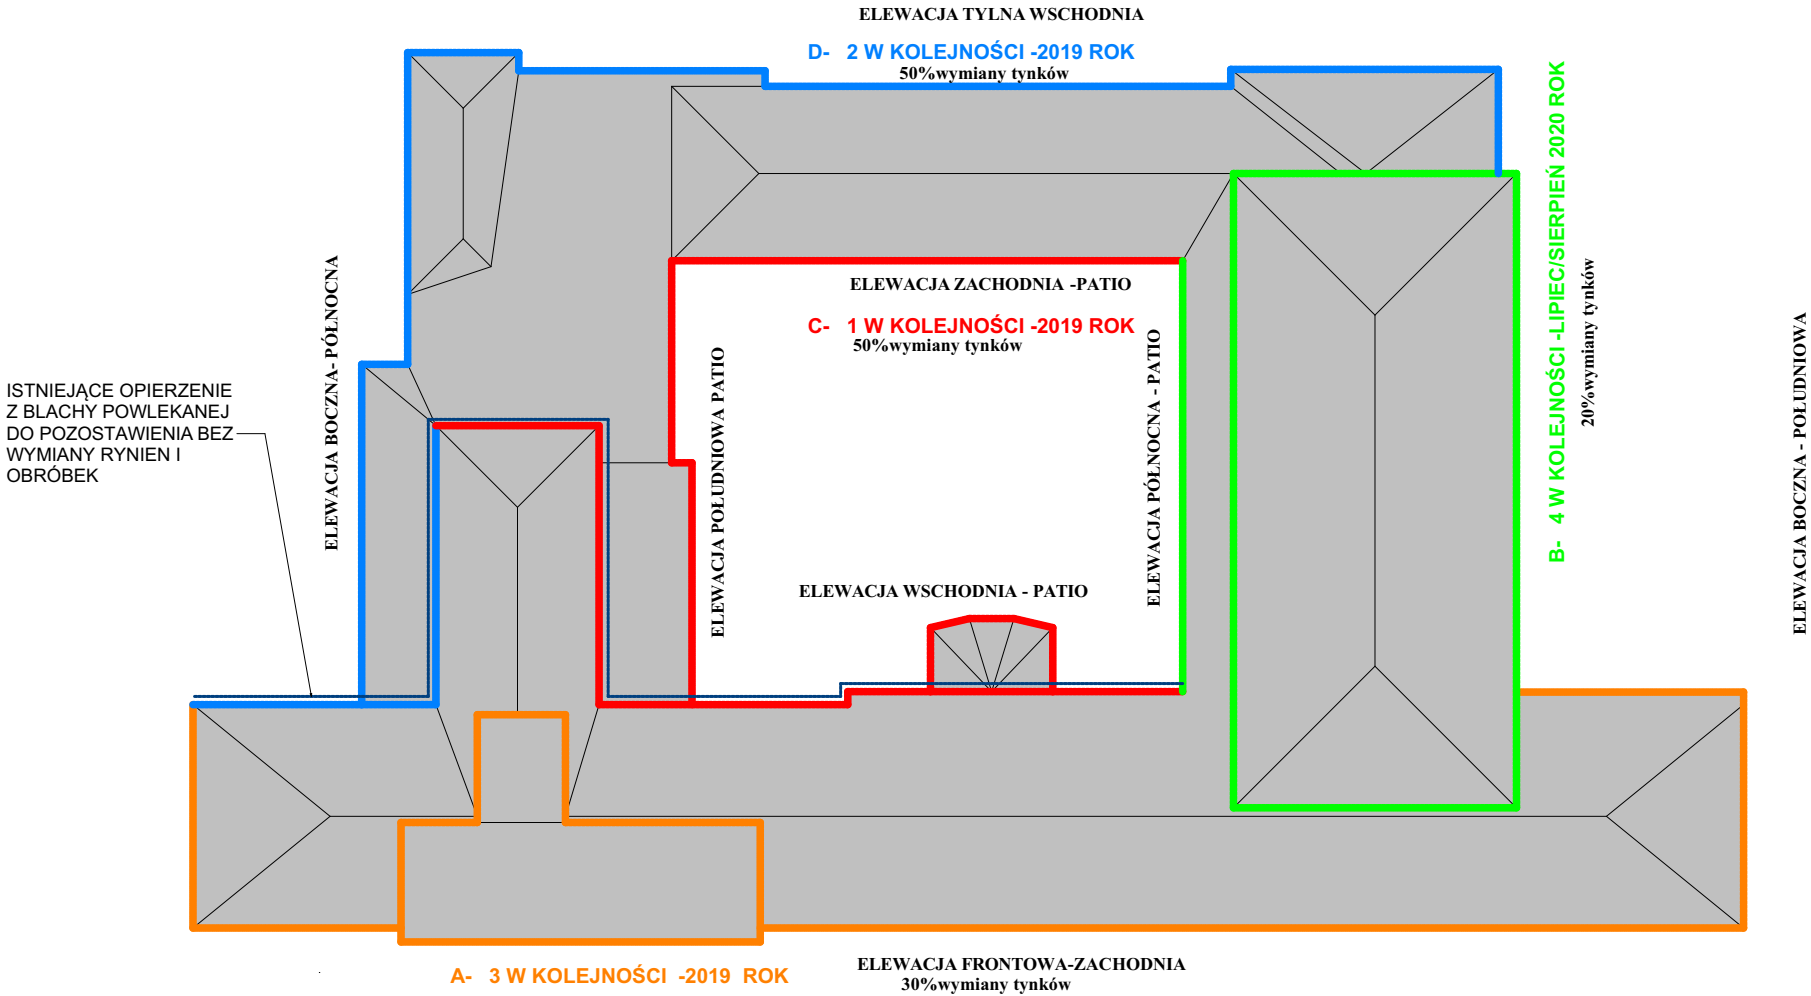 ELEWACJA TYLNA WSCHODNIA
D- 2 W KOLEJNOŚCI -2019 ROK
50%wymiany tynków
ELEWACJA ZACHODNIA -PATIO
C- 1 W KOLEJNOŚCI -2019 ROK
50%wymiany tynków
ISTNIEJĄCE OPIERZENIE
Z BLACHY POWLEKANEJ
DO POZOSTAWIENIA BEZ
WYMIANY RYNIEN I
OBRÓBEK
ELEWACJA BOCZNA- PÓŁNOCNA
ELEWACJA POŁUDNIOWA PATIO
ELEWACJA PÓŁNOCNA - PATIO
ELEWACJA WSCHODNIA - PATIO
B- 4 W KOLEJNOŚCI -LIPIEC/SIERPIEŃ 2020 ROK
20%wymiany tynków
ELEWACJA BOCZNA - POŁUDNIOWA
A- 3 W KOLEJNOŚCI -2019 ROK
ELEWACJA FRONTOWA-ZACHODNIA
30%wymiany tynków